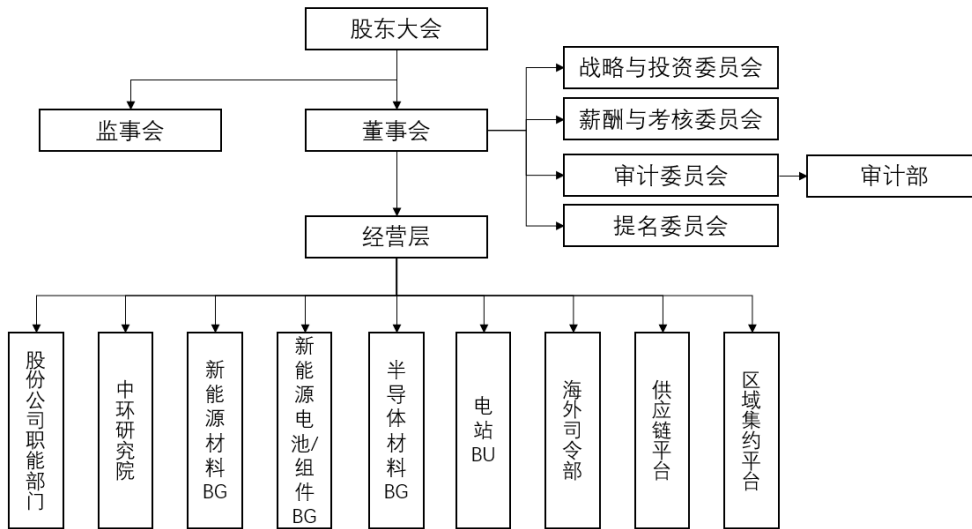 股东大会
战略与投资委员会
薪酬与考核委员会
监事会
董事会
审计委员会
审计部
提名委员会
经营层
股份公司职能部门
中环研究院
新能源材料BG
新能源电池/组件BG
半导体材料BG
电站BU
海外司令部
供应链平台
区域集约平台